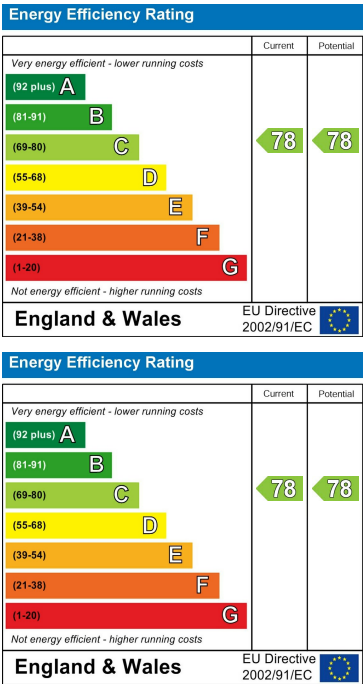 Energy Efficiency Rating
Current Potential
Very energy efficient - lower running costs
(92 plus) A
(81-91) B
(69-80) C 78 78
(55-68) D
(39-54) E
(21-38) F
(1-20) G
Not energy efficient - higher running costs
England & Wales EU Directive 2002/91/EC
Energy Efficiency Rating
Current Potential
Very energy efficient - lower running costs
(92 plus) A
(81-91) B
(69-80) C 78 78
(55-68) D
(39-54) E
(21-38) F
(1-20) G
Not energy efficient - higher running costs
England & Wales EU Directive 2002/91/EC